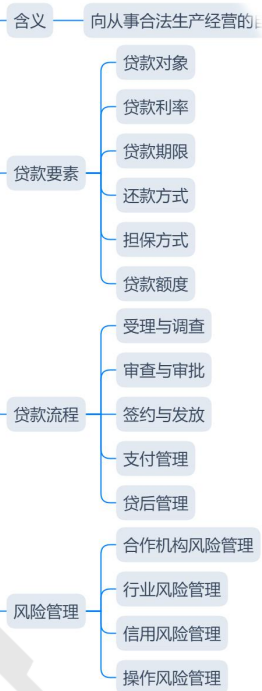 含义
向从事合法生产经营的
贷款要素
贷款对象
贷款利率
贷款期限
还款方式
担保方式
贷款额度
贷款流程
受理与调查
审查与审批
签约与发放
支付管理
贷后管理
风险管理
合作机构风险管理
行业风险管理
信用风险管理
操作风险管理